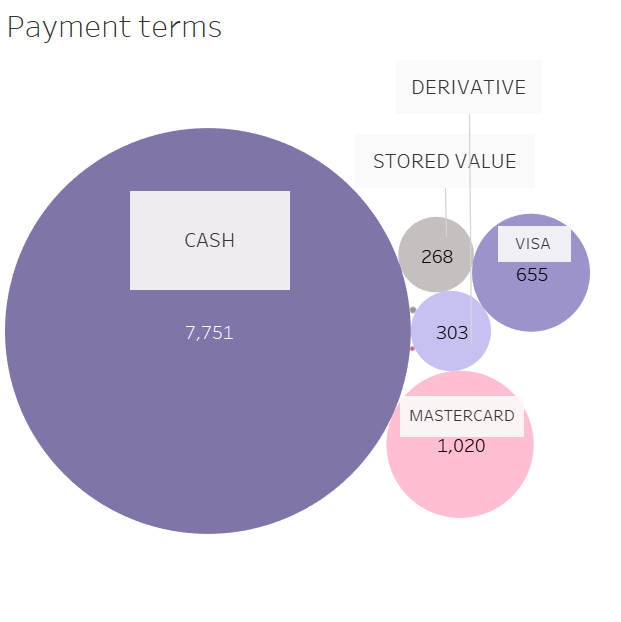 Payment terms
DERIVATIVE
STORED VALUE
CASH
VISA
268
655
7,751
303
MASTERCARD
1,020